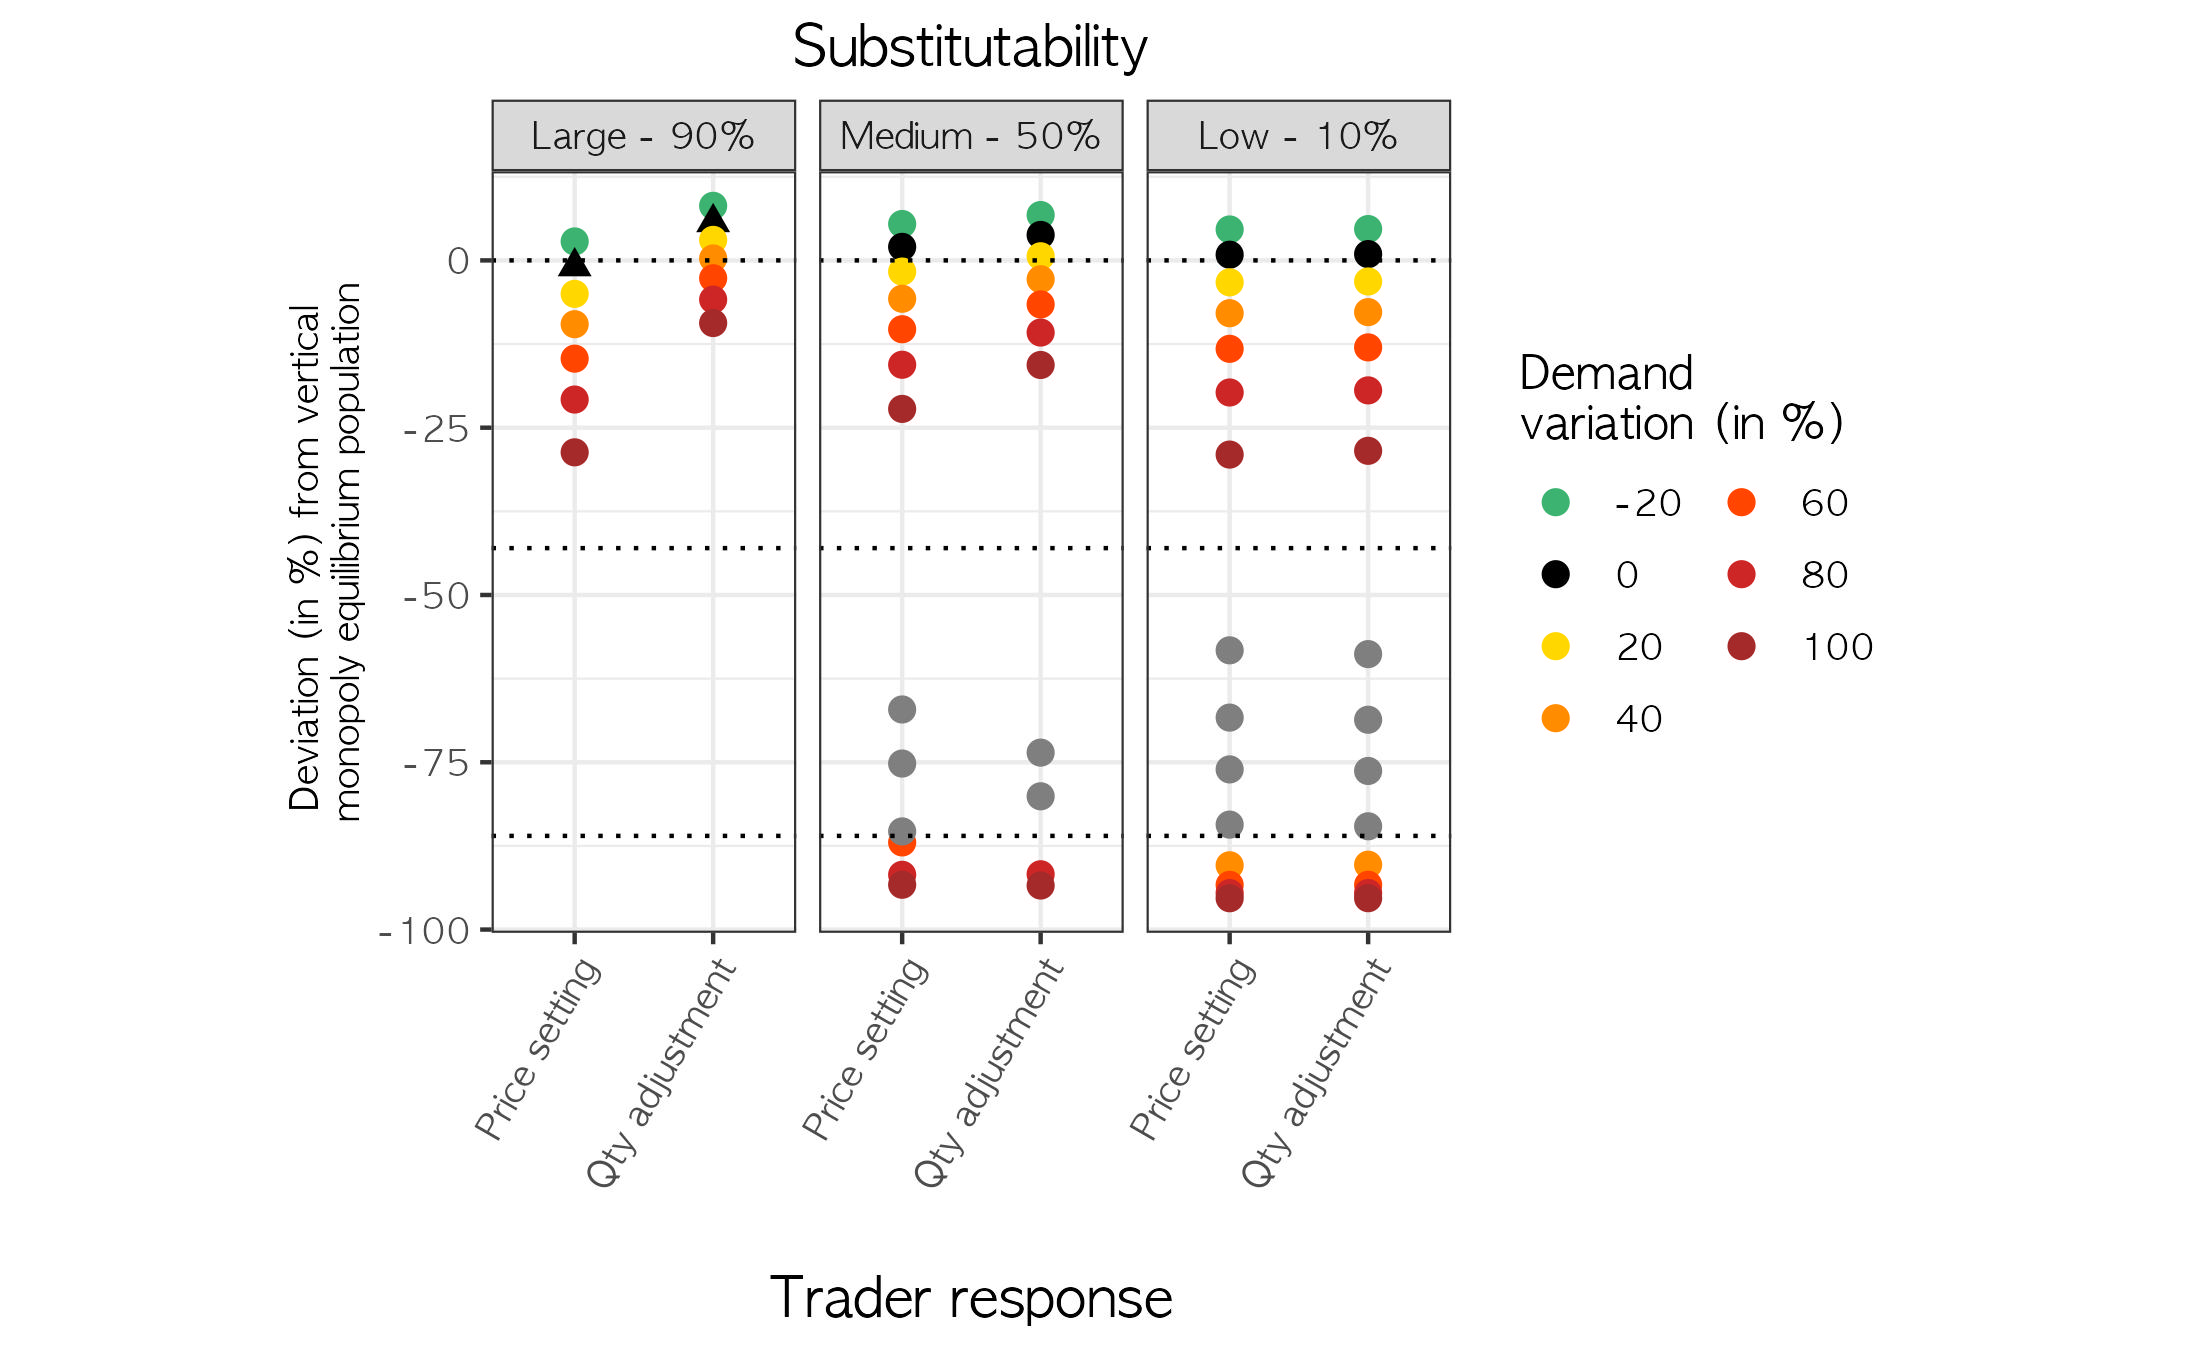 Substitutability
Large - 90%
Medium - 50%
Low - 10%
Deviation (in %) from vertical
monopoly equilibrium population
0
-25
-50
-75
-100
Price setting
Qty adjustment
Price setting
Qty adjustment
Price setting
Qty adjustment
Trader response
Demand
variation (in %)
-20
0
20
40
60
80
100